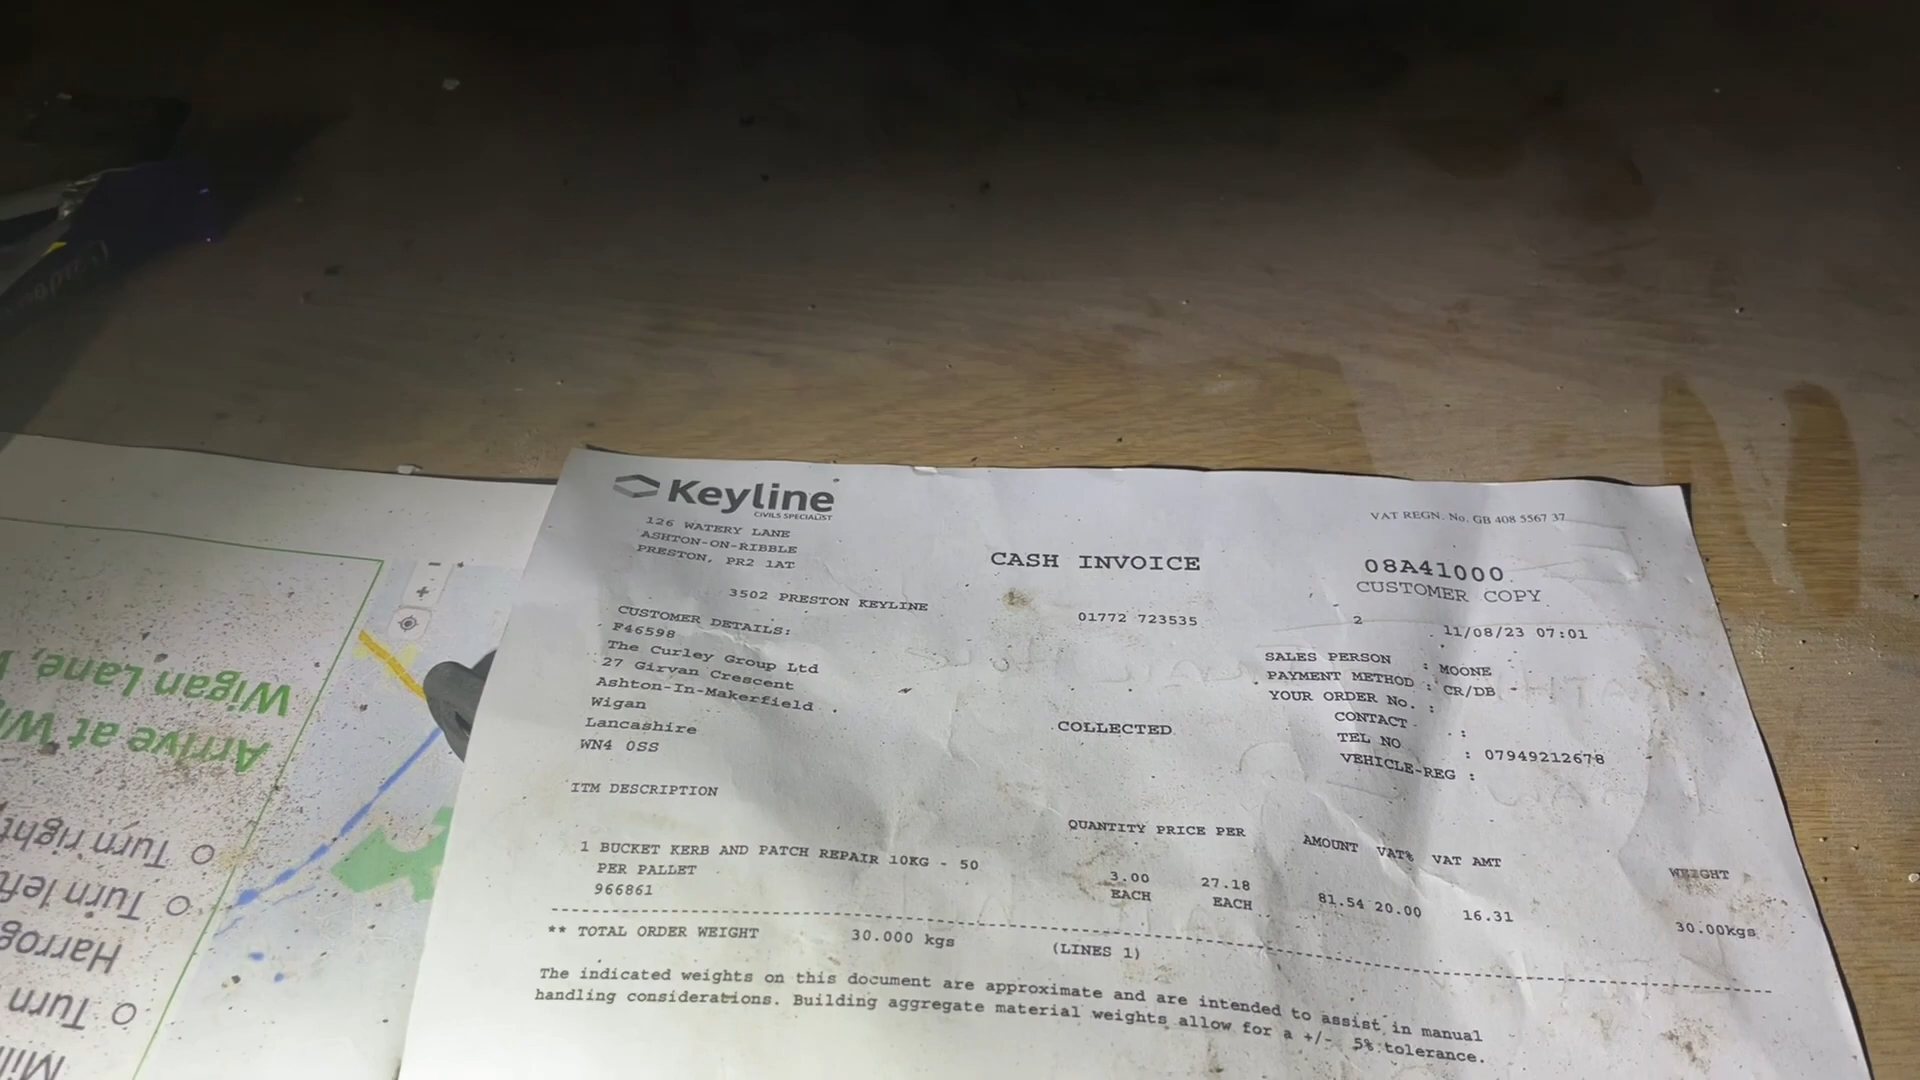 Keyline
CIVILS SPECIALIST
126 WATERY LANE
ASHTON-ON-RIBBLE
PRESTON, PR2 1AT
3502 PRESTON KEYLINE
VAT REGN. No. GB 408 5567 37
CASH INVOICE
08A41000
CUSTOMER COPY
01772 723535
2
11/08/23 07:01
CUSTOMER DETAILS:
F46598
The Curley Group Ltd
27 Girvan Crescent
Ashton-In-Makerfield
Wigan
Lancashire
WN4 0SS
SALES PERSON : MOONE
PAYMENT METHOD : CR/DB
YOUR ORDER No. :
CONTACT :
TEL NO : 07949212678
VEHICLE-REG :
COLLECTED
ITM DESCRIPTION QUANTITY PRICE PER AMOUNT VAT% VAT AMT WEIGHT
1 BUCKET KERB AND PATCH REPAIR 10KG - 50 3.00 27.18 81.54 20.00 16.31 30.00kgs
PER PALLET EACH EACH
966861
** TOTAL ORDER WEIGHT 30.000 kgs (LINES 1)
The indicated weights on this document are approximate and are intended to assist in manual
handling considerations. Building aggregate material weights allow for a +/- 5% tolerance.
Wigan Lane,
Arrive at
Turn right
Turn left
Turn